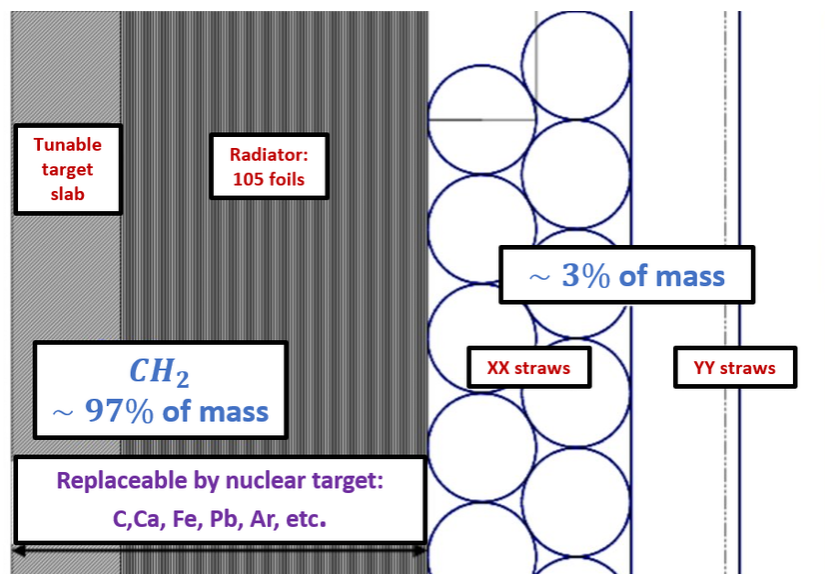 Tunable
target
slab
Radiator:
105 foils
~ 3% of mass
XX straws
YY straws
CH₂
~ 97% of mass
Replaceable by nuclear target:
C,Ca, Fe, Pb, Ar, etc.